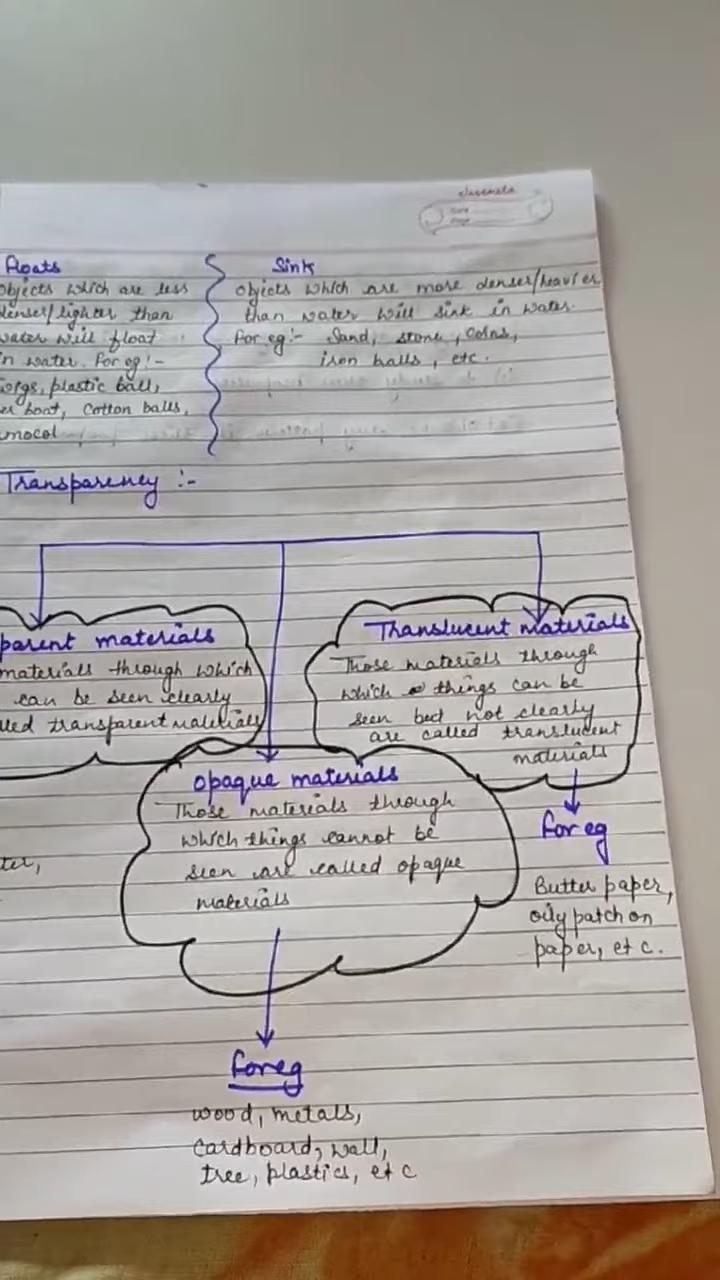 Floats
objects which are less
denser/lighter than
water will float
in water. For eg:-
plastic ball,
boat, Cotton balls,
mocol
Sink
objects which are more denser/heavier
than water will sink in water.
for eg:- Sand, stone, coins,
iron balls, etc.
Transparency :-
parent materials
materials through which
can be seen clearly
led transparent materials
Translucent materials
Those materials through
which things can be
seen but not clearly
are called translucent
materials
opaque materials
Those materials through
which things cannot be
seen are called opaque
materials
ter,
for eg
Butter paper,
oily patch on
paper, etc.
for eg
wood, metals,
cardboard, wall,
tree, plastics, etc